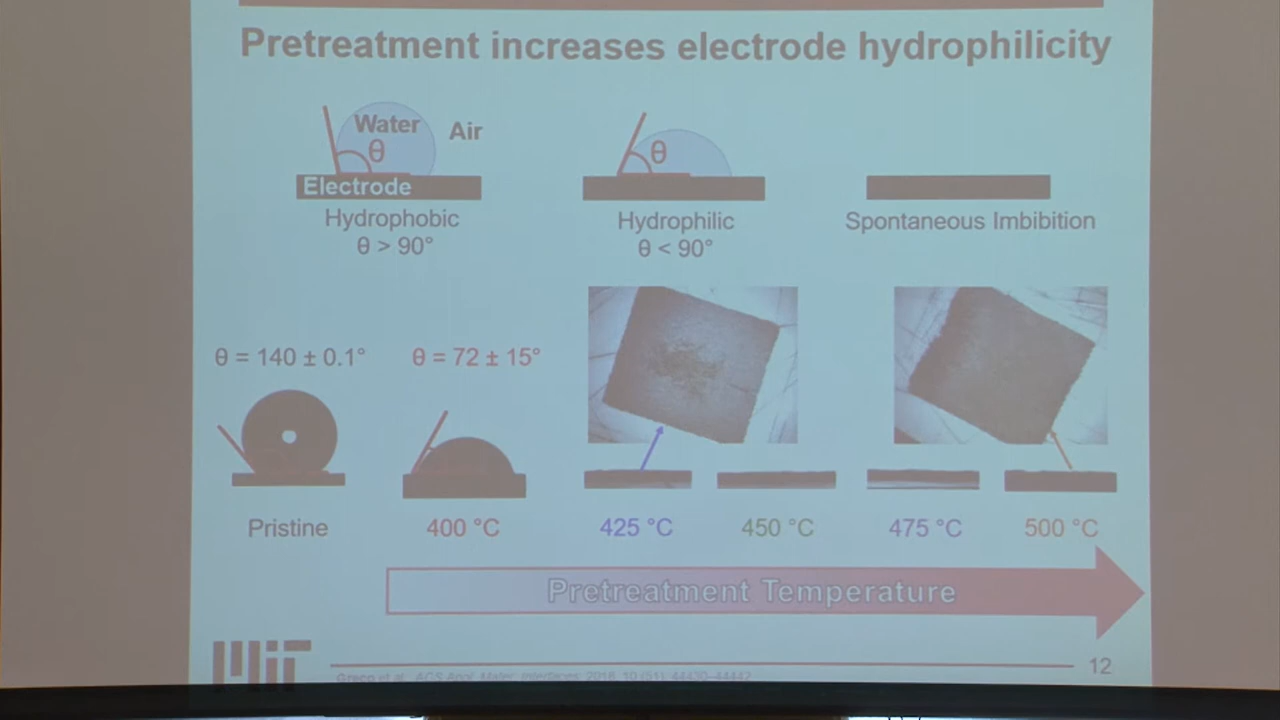 Pretreatment increases electrode hydrophilicity
Water
Air
θ
θ
Electrode
Hydrophobic
θ > 90°
Hydrophilic
θ < 90°
Spontaneous Imbibition
θ = 140 ± 0.1°
θ = 72 ± 15°
Pristine
400 °C
425 °C
450 °C
475 °C
500 °C
Pretreatment Temperature
MIT
12